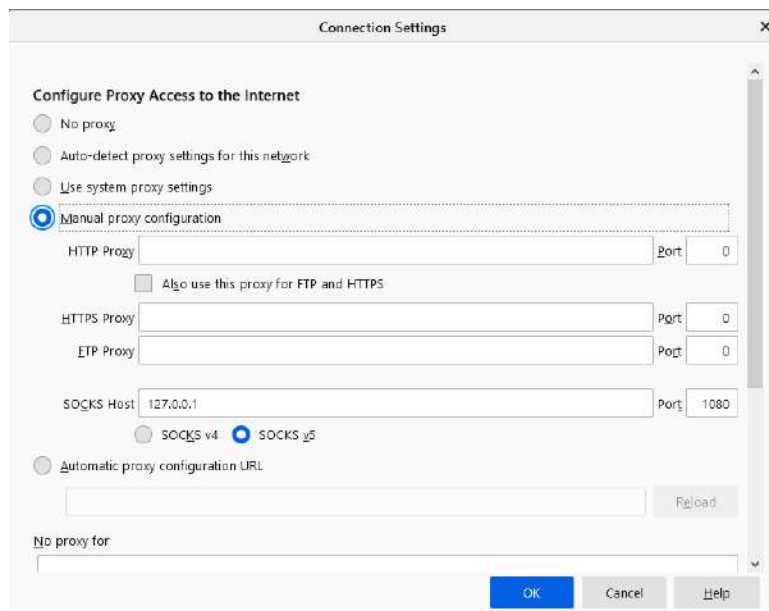 Connection Settings
Configure Proxy Access to the Internet
No proxy
Auto-detect proxy settings for this network
Use system proxy settings
Manual proxy configuration
HTTP Proxy Port 0
Also use this proxy for FTP and HTTPS
HTTPS Proxy Port 0
FTP Proxy Port 0
SOCKS Host 127.0.0.1 Port 1080
SOCKS v4 SOCKS v5
Automatic proxy configuration URL
Reload
No proxy for
OK Cancel Help